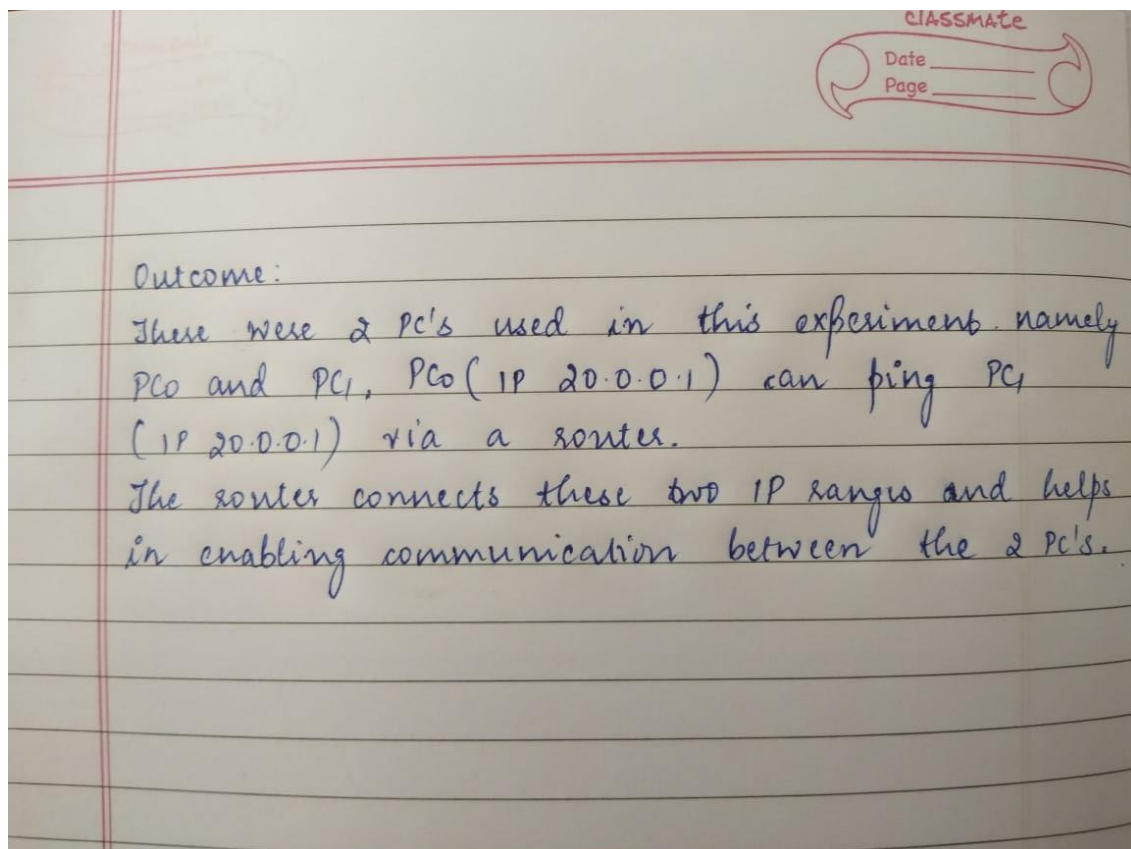 classmate
Date
Page
Outcome:
There were 2 PC's used in this experiment namely
PC0 and PC1, PC0 (IP 20.0.0.1) can ping PC1
(IP 20.0.0.1) via a router.
The router connects these two IP ranges and helps
in enabling communication between the 2 PC's.